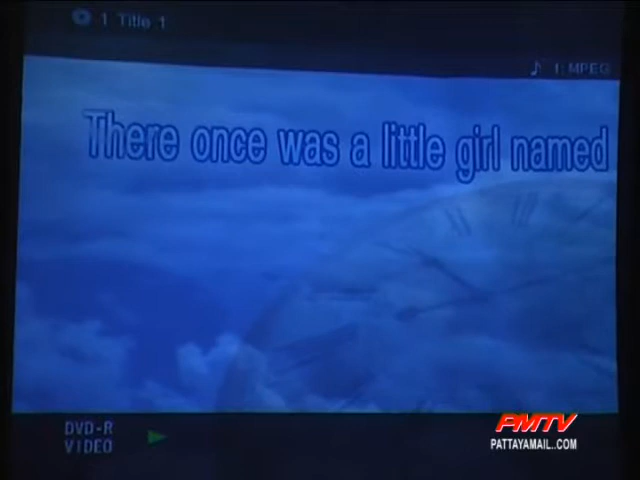 1 Title 1
1: MPEG
There once was a little girl named
DVD-R
VIDEO
PMTV
PATTAYAMAIL..COM